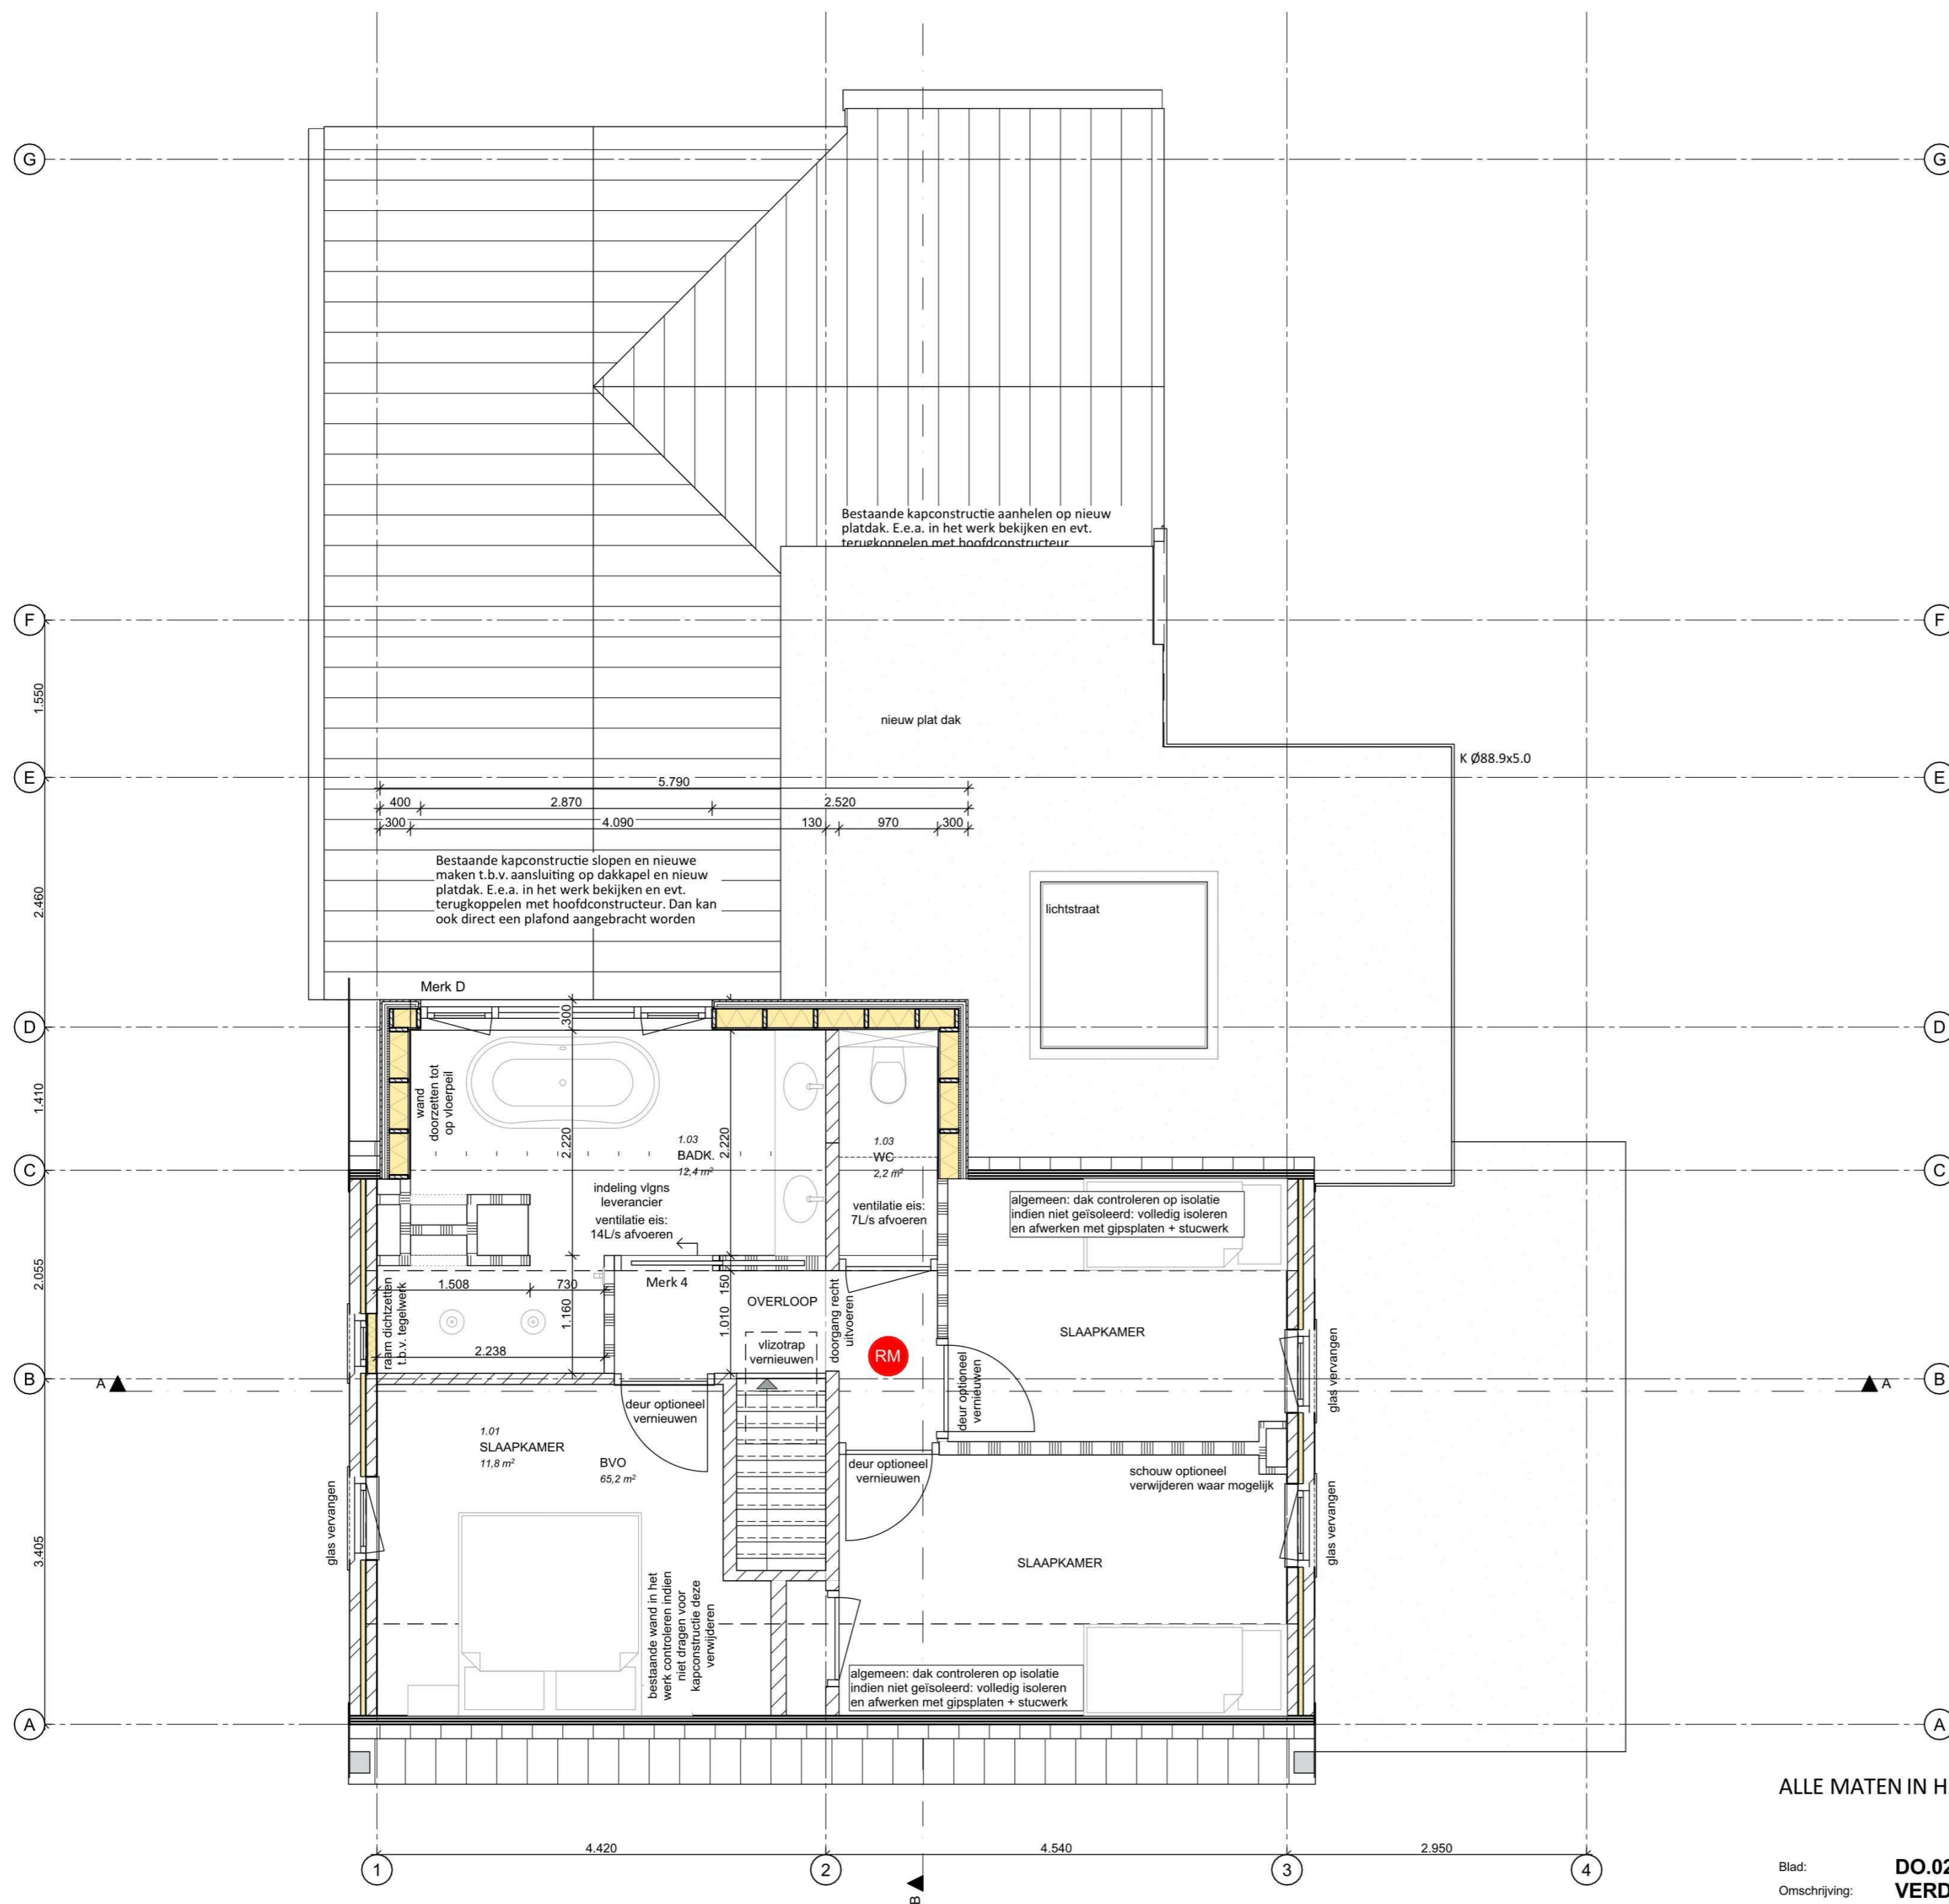 G
G
Bestaande kapconstructie aanhelen op nieuw
platdak. E.e.a. in het werk bekijken en evt.
terugkoppelen met hoofdconstructeur
F
F
1.550
nieuw plat dak
K Ø88.9x5.0
E
E
5.790
400
2.870
2.520
300
4.090
130
970
300
Bestaande kapconstructie slopen en nieuwe
maken t.b.v. aansluiting op dakkapel en nieuw
platdak. E.e.a. in het werk bekijken en evt.
terugkoppelen met hoofdconstructeur. Dan kan
ook direct een plafond aangebracht worden
2.460
lichtstraat
Merk D
300
D
D
wand
doorzetten tot
op vloerpeil
1.410
2.220
2.220
1.03
BADK.
12,4 m²
1.03
WC
2,2 m²
C
C
indeling vlgns
leverancier
ventilatie eis:
14L/s afvoeren
ventilatie eis:
7L/s afvoeren
algemeen: dak controleren op isolatie
indien niet geïsoleerd: volledig isoleren
en afwerken met gipsplaten + stucwerk
2.055
raam dichtzetten
t.b.v. tegelwerk
1.508
730
1.160
Merk 4
150
1.010
OVERLOOP
doorgang recht
uitvoeren
vlizotrap
vernieuwen
RM
SLAAPKAMER
2.238
glas vervangen
deur optioneel
vernieuwen
B
B
A
A
deur optioneel
vernieuwen
1.01
SLAAPKAMER
11,8 m²
BVO
65,2 m²
deur optioneel
vernieuwen
schouw optioneel
verwijderen waar mogelijk
glas vervangen
glas vervangen
3.405
SLAAPKAMER
bestaande wand in het
werk controleren indien
niet dragen voor
kapconstructie deze
verwijderen
algemeen: dak controleren op isolatie
indien niet geïsoleerd: volledig isoleren
en afwerken met gipsplaten + stucwerk
A
A
ALLE MATEN IN H
4.420
4.540
2.950
1
2
3
4
B
Blad: DO.02
Omschrijving: VERD